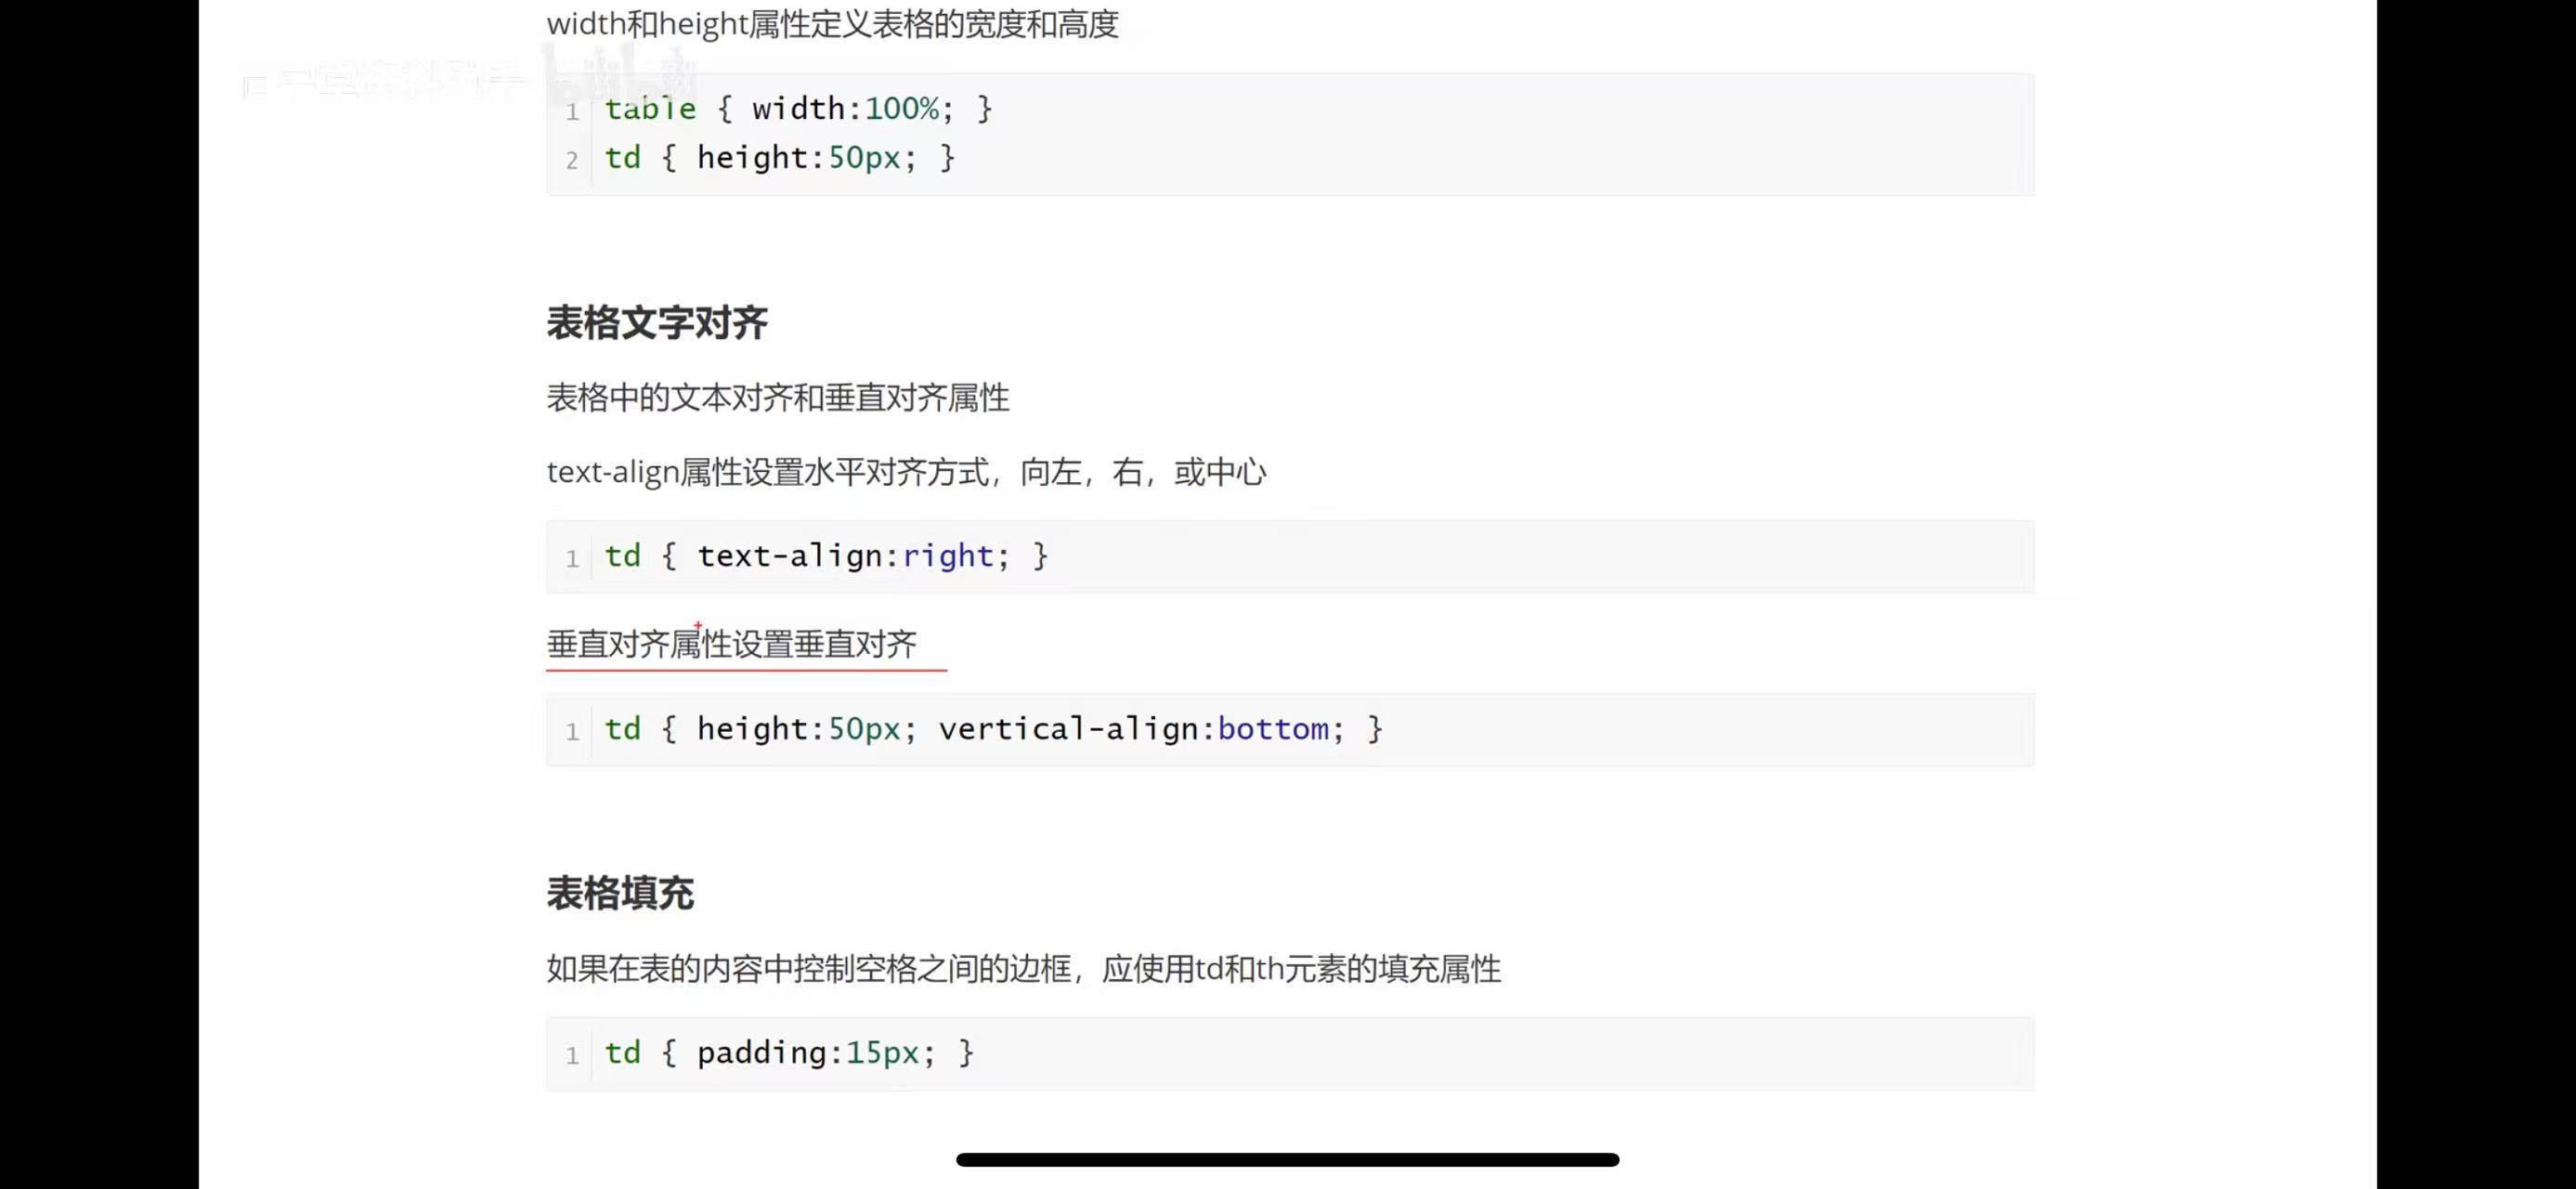 width和height属性定义表格的宽度和高度
1 table { width:100%; }
2 td { height:50px; }
表格文字对齐
表格中的文本对齐和垂直对齐属性
text-align属性设置水平对齐方式，向左，右，或中心
1 td { text-align:right; }
垂直对齐属性设置垂直对齐
1 td { height:50px; vertical-align:bottom; }
表格填充
如果在表的内容中控制空格之间的边框，应使用td和th元素的填充属性
1 td { padding:15px; }